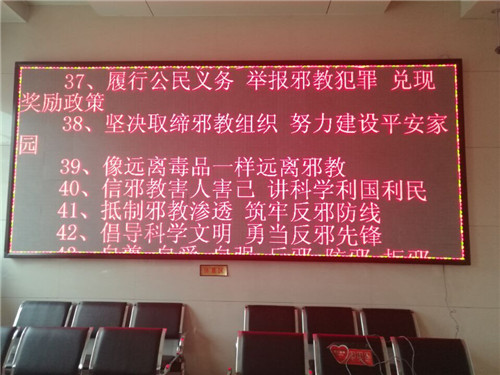 37、履行公民义务 举报邪教犯罪 兑现
奖励政策
38、坚决取缔邪教组织 努力建设平安家
园
39、像远离毒品一样远离邪教
40、信邪教害人害己 讲科学利国利民
41、抵制邪教渗透 筑牢反邪防线
42、倡导科学文明 勇当反邪先锋